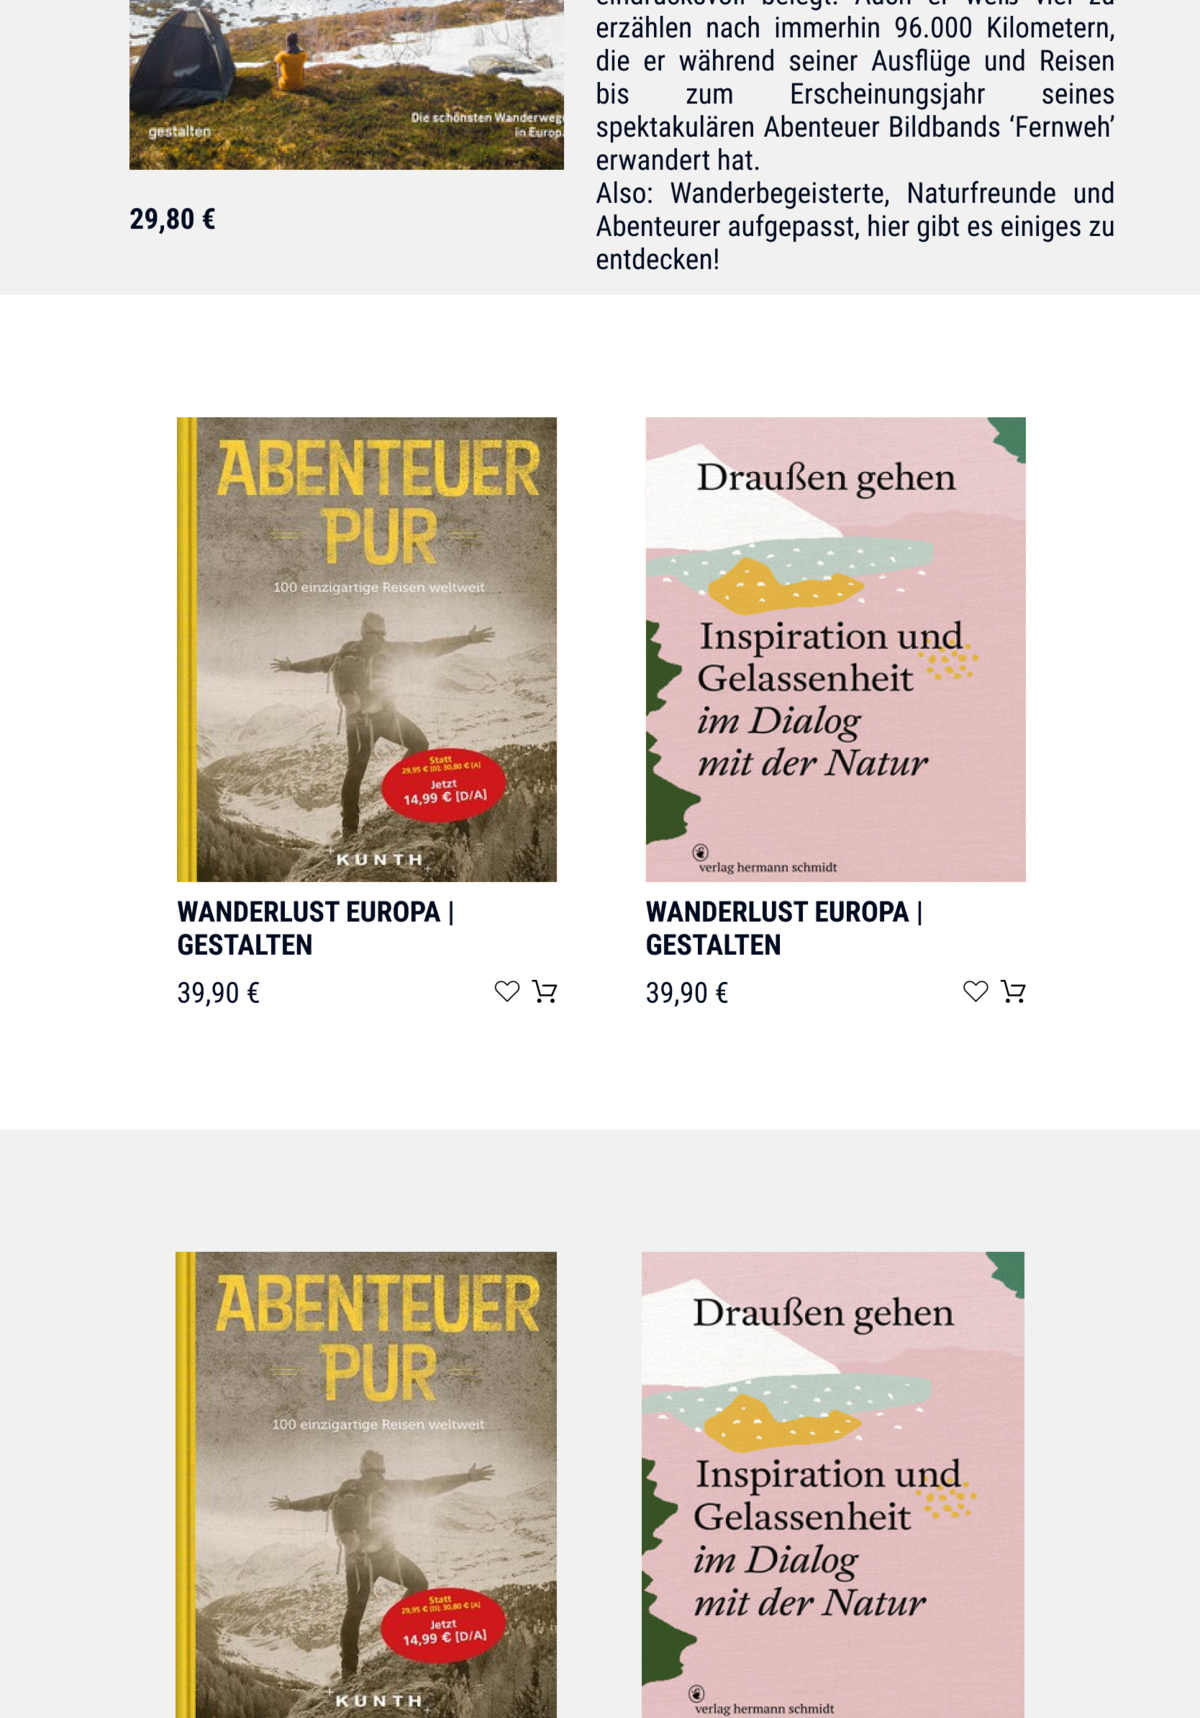 erzählen nach immerhin 96.000 Kilometern,
die er während seiner Ausflüge und Reisen
bis zum Erscheinungsjahr seines
spektakulären Abenteuer Bildbands ‘Fernweh’
erwandert hat.
Also: Wanderbegeisterte, Naturfreunde und
Abenteurer aufgepasst, hier gibt es einiges zu
entdecken!
gestalten
Die schönsten Wanderwege
in Europa
29,80 €
ABENTEUER
PUR
100 einzigartige Reisen weltweit
Statt
29,95 € [D]; 30,80 € [A]
Jetzt
14,99 € [D/A]
KUNTH
WANDERLUST EUROPA |
GESTALTEN
39,90 €
Draußen gehen
Inspiration und
Gelassenheit
im Dialog
mit der Natur
verlag hermann schmidt
WANDERLUST EUROPA |
GESTALTEN
39,90 €
ABENTEUER
PUR
100 einzigartige Reisen weltweit
Statt
29,95 € [D]; 30,80 € [A]
Jetzt
14,99 € [D/A]
KUNTH
Draußen gehen
Inspiration und
Gelassenheit
im Dialog
mit der Natur
verlag hermann schmidt